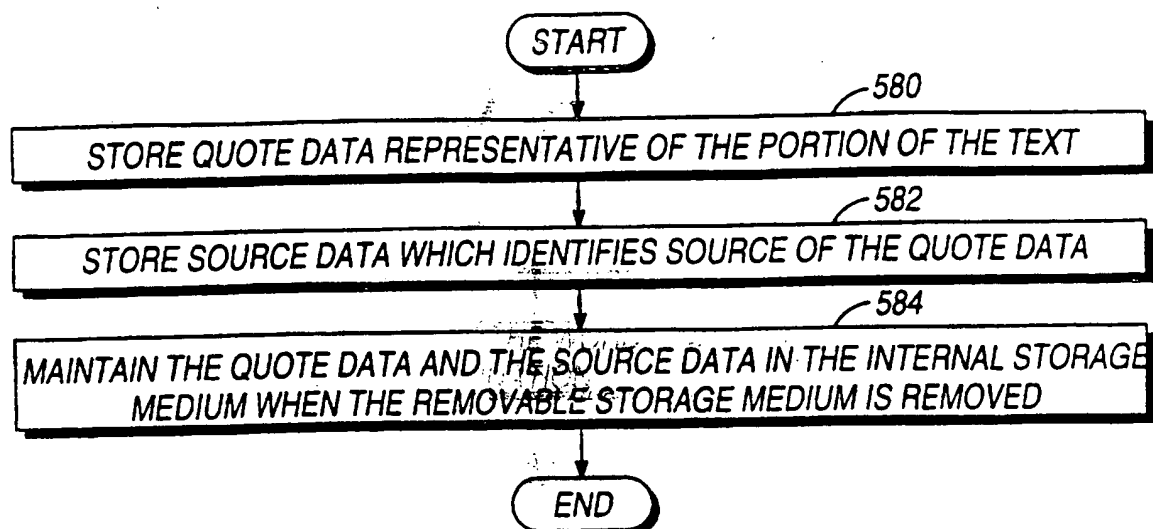 START
580
STORE QUOTE DATA REPRESENTATIVE OF THE PORTION OF THE TEXT
582
STORE SOURCE DATA WHICH IDENTIFIES SOURCE OF THE QUOTE DATA
584
MAINTAIN THE QUOTE DATA AND THE SOURCE DATA IN THE INTERNAL STORAGE
MEDIUM WHEN THE REMOVABLE STORAGE MEDIUM IS REMOVED
END